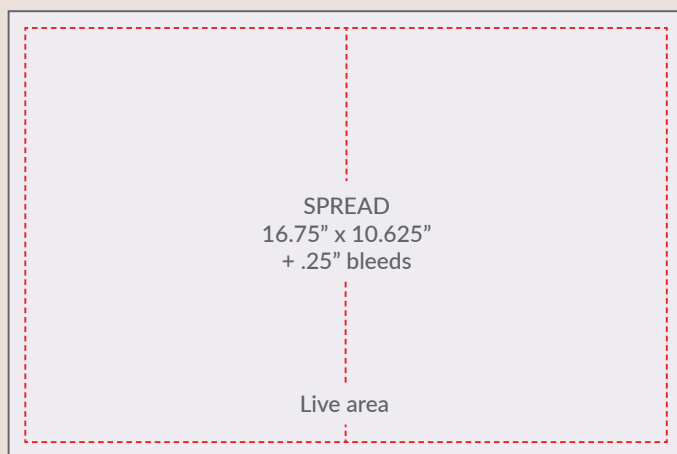 SPREAD
16.75” x 10.625”
+ .25” bleeds
Live area